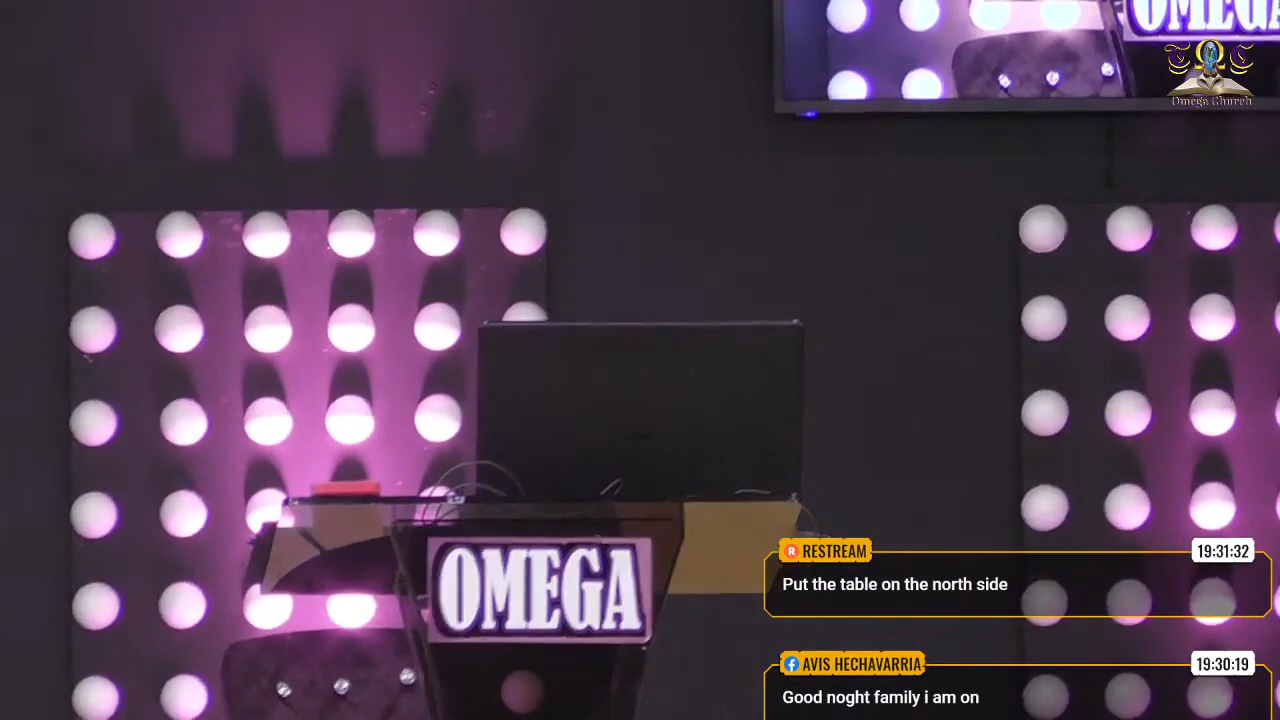 OMEGA
TΩC
Omega Church
OMEGA
RESTREAM
19:31:32
Put the table on the north side
AVIS HECHAVARRIA
19:30:19
Good noght family i am on